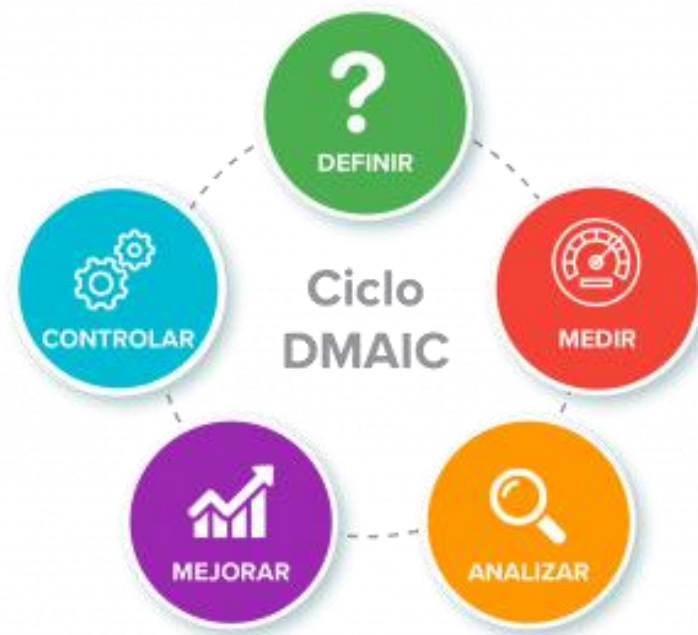 DEFINIR
Ciclo
DMAIC
MEDIR
ANALIZAR
MEJORAR
CONTROLAR